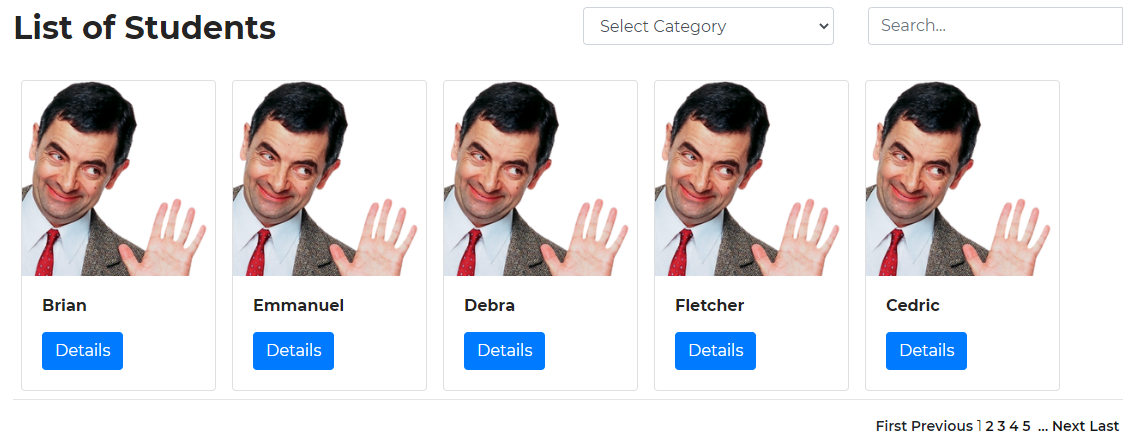 List of Students
Select Category
Search...
Brian
Emmanuel
Debra
Fletcher
Cedric
Details
Details
Details
Details
Details
First Previous 1 2 3 4 5 ... Next Last